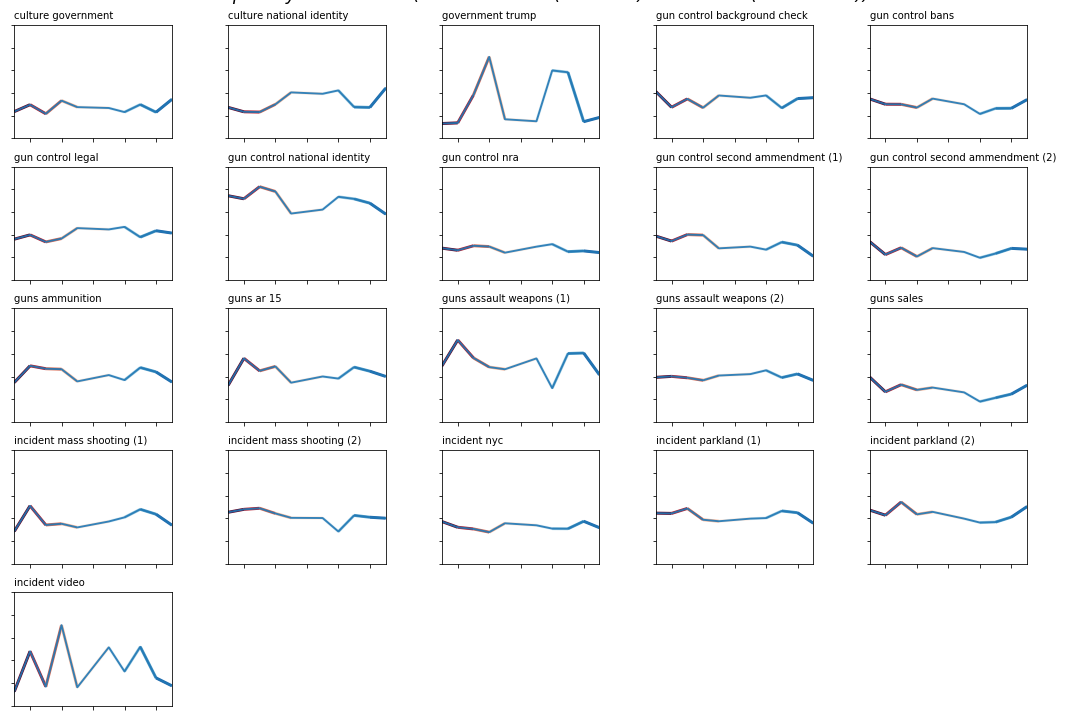 culture government
culture national identity
government trump
gun control background check
gun control bans
gun control legal
gun control national identity
gun control nra
gun control second ammendment (1)
gun control second ammendment (2)
guns ammunition
guns ar 15
guns assault weapons (1)
guns assault weapons (2)
guns sales
incident mass shooting (1)
incident mass shooting (2)
incident nyc
incident parkland (1)
incident parkland (2)
incident video